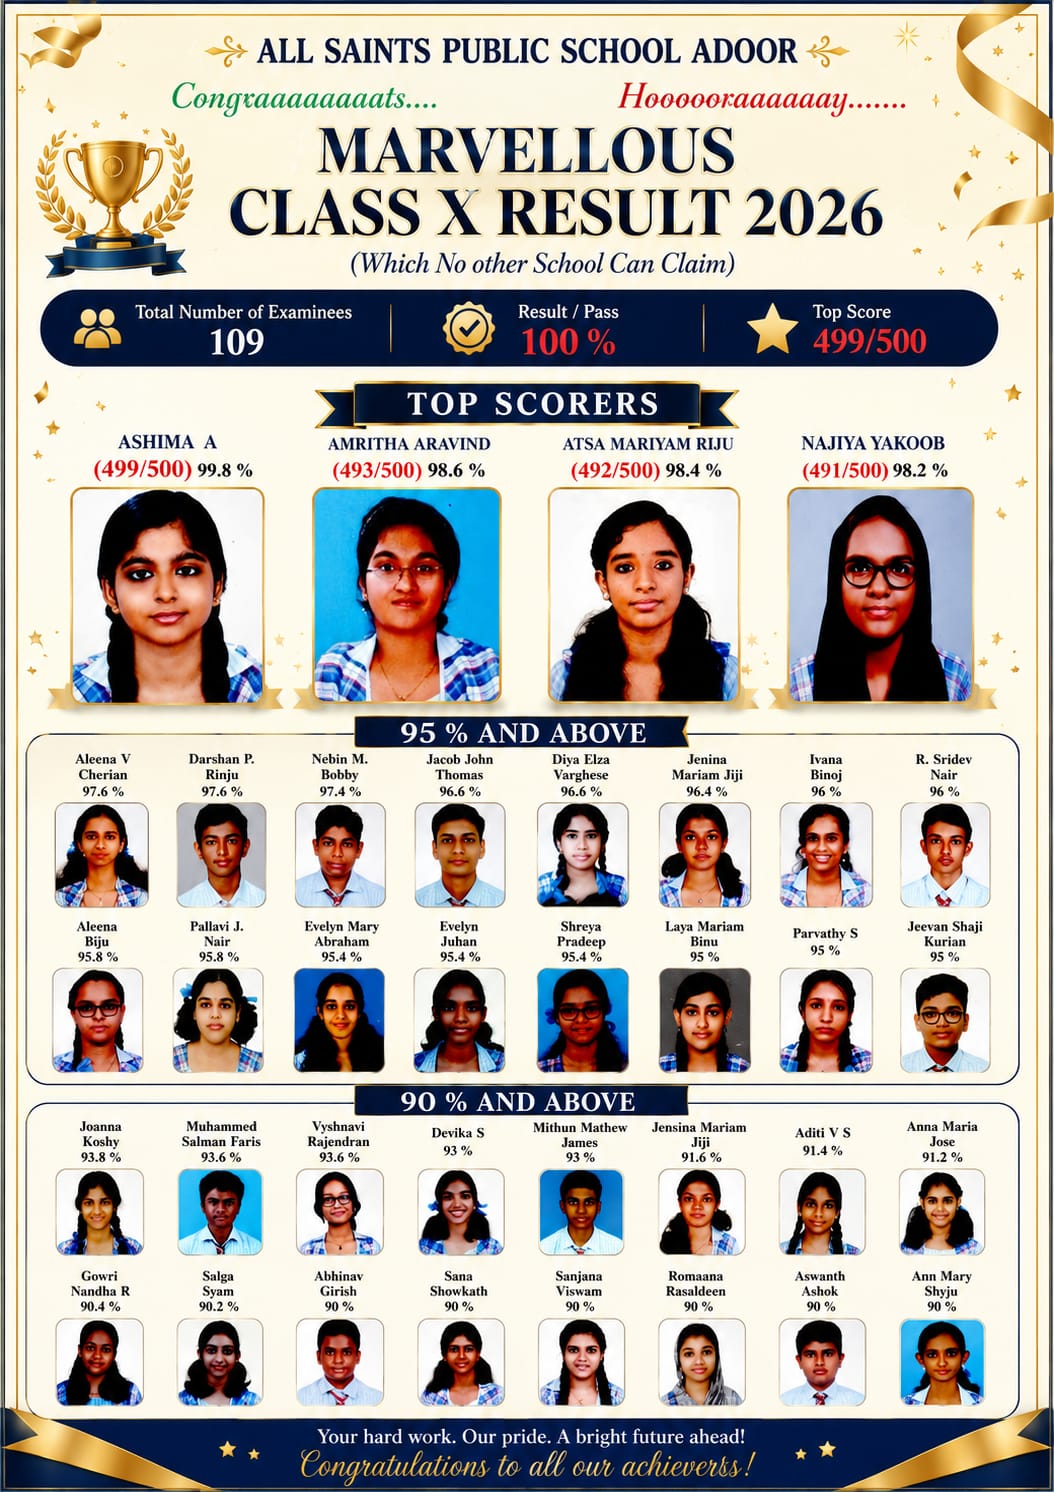 ALL SAINTS PUBLIC SCHOOL ADOOR
Congraaaaaaaaats....
Hoooooraaaaaay.......
MARVELLOUS
CLASS X RESULT 2026
(Which No other School Can Claim)
Total Number of Examinees
109
Result / Pass
100 %
Top Score
499/500
TOP SCORERS
ASHIMA A
(499/500) 99.8 %
AMRITHA ARAVIND
(493/500) 98.6 %
ATSA MARIYAM RIJU
(492/500) 98.4 %
NAJIYA YAKOOB
(491/500) 98.2 %
95 % AND ABOVE
Aleena V
Cherian
97.6 %
Darshan P.
Rinju
97.6 %
Nebin M.
Bobby
97.4 %
Jacob John
Thomas
96.6 %
Diya Elza
Varghese
96.6 %
Jenina
Mariam Jiji
96.4 %
Ivana
Binoj
96 %
R. Sridev
Nair
96 %
Aleena
Biju
95.8 %
Pallavi J.
Nair
95.8 %
Evelyn Mary
Abraham
95.4 %
Evelyn
Juhan
95.4 %
Shreya
Pradeep
95.4 %
Laya Mariam
Binu
95 %
Parvathy S
95 %
Jeevan Shaji
Kurian
95 %
90 % AND ABOVE
Joanna
Koshy
93.8 %
Muhammed
Salman Faris
93.6 %
Vyshnavi
Rajendran
93.6 %
Devika S
93 %
Mithun Mathew
James
93 %
Jensina Mariam
Jiji
91.6 %
Aditi V S
91.4 %
Anna Maria
Jose
91.2 %
Gowri
Nandha R
90.4 %
Salga
Syam
90.2 %
Abhinav
Girish
90 %
Sana
Showkath
90 %
Sanjana
Viswam
90 %
Romaana
Rasaldeen
90 %
Aswanth
Ashok
90 %
Ann Mary
Shyju
90 %
Your hard work. Our pride. A bright future ahead!
Congratulations to all our achieverss!